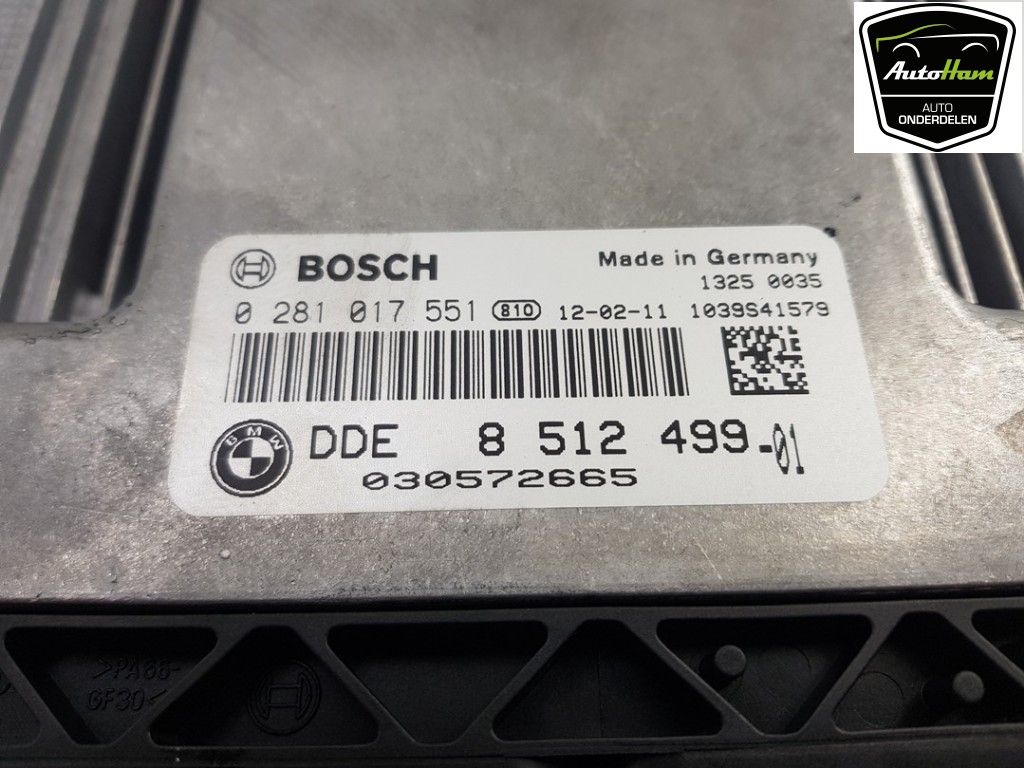 AutoHam
AUTO
ONDERDELEN
BOSCH Made in Germany
1325 0035
0 281 017 551 810 12-02-11 1039S41579
BMW DDE 8 512 499-01
030572665
>PA66-
GF30<